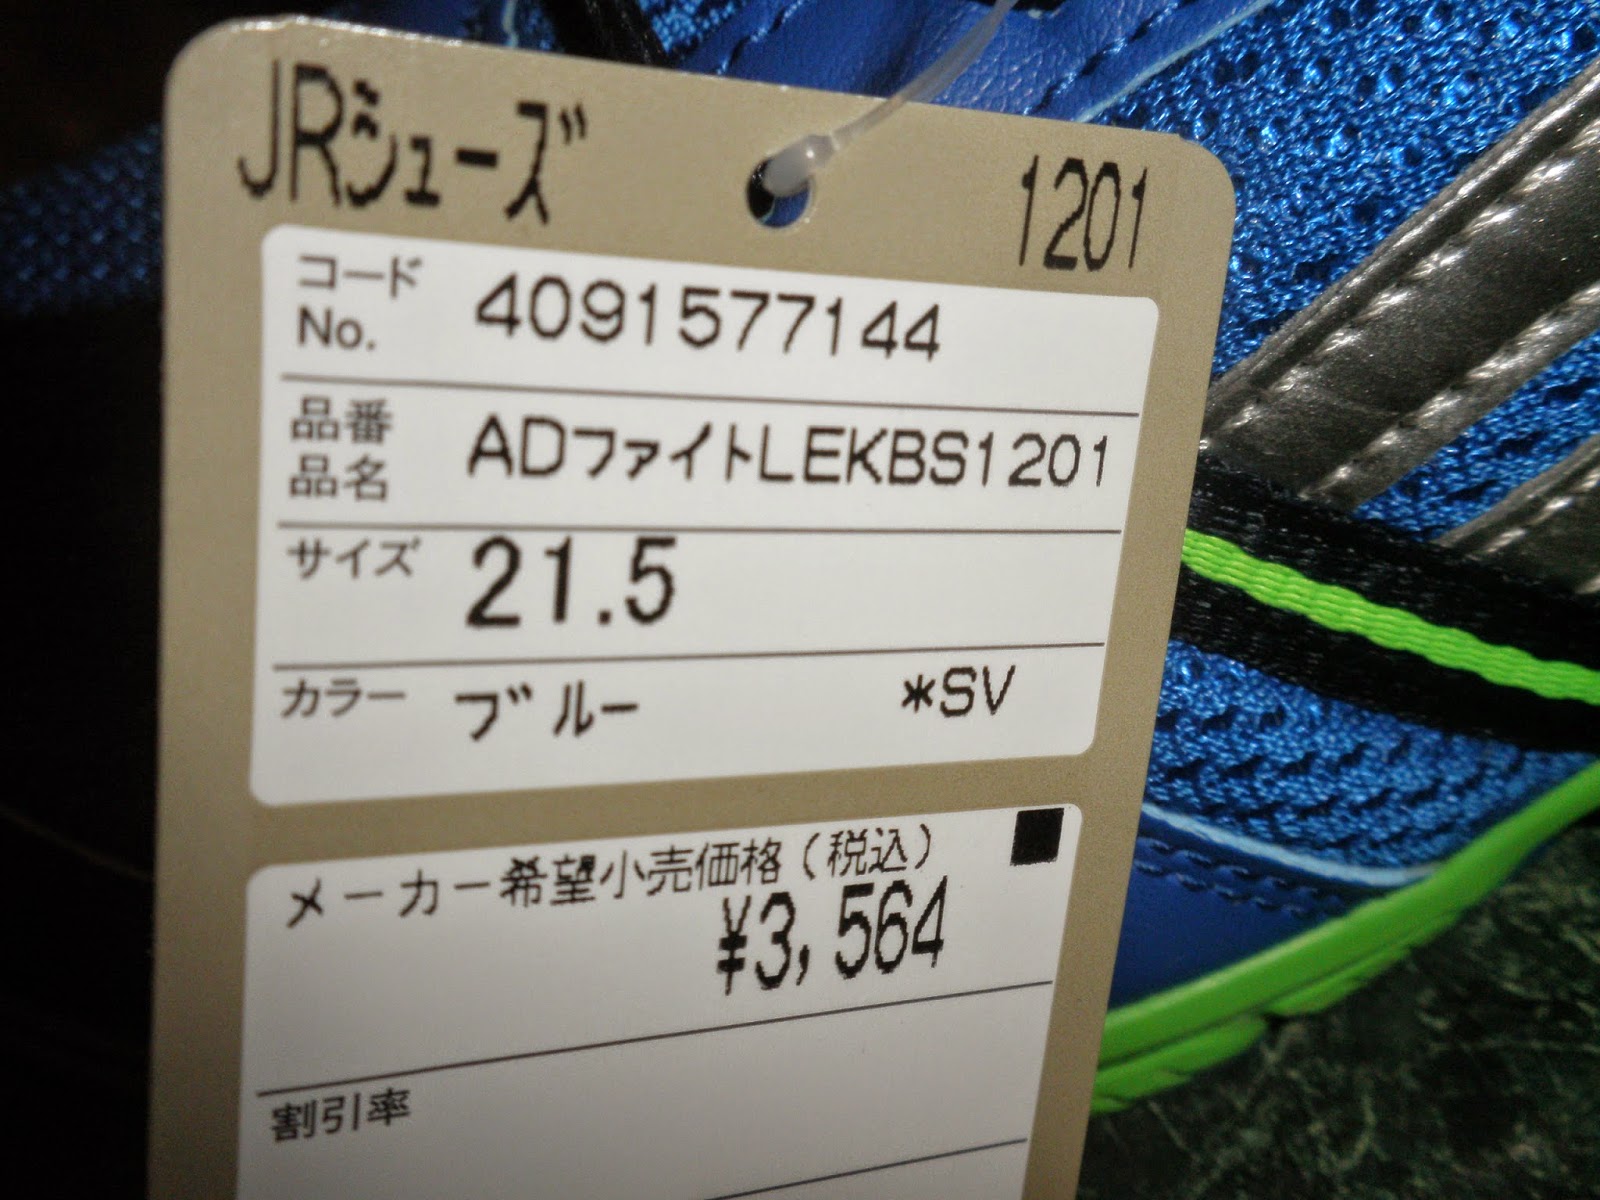 JRシューズ 1201
コード No. 4091577144
品番 品名 ADファイトLEKBS1201
サイズ 21.5
カラー ブルー *SV
メーカー希望小売価格(税込)
¥3,564
割引率